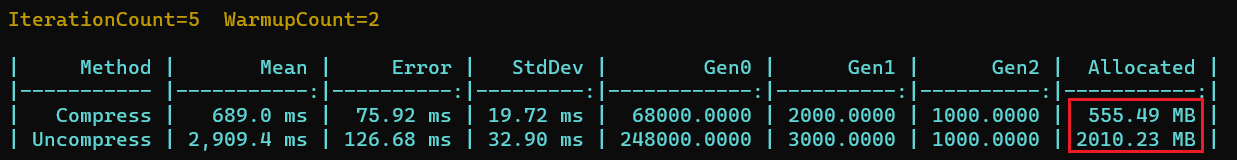 IterationCount=5  WarmupCount=2
|     Method |       Mean |     Error |   StdDev |        Gen0 |      Gen1 |      Gen2 |  Allocated |
|----------- |-----------:|----------:|---------:|------------:|----------:|----------:|-----------:|
|   Compress |   689.0 ms |  75.92 ms | 19.72 ms |  68000.0000 | 2000.0000 | 1000.0000 |  555.49 MB |
| Uncompress | 2,909.4 ms | 126.68 ms | 32.90 ms | 248000.0000 | 3000.0000 | 1000.0000 | 2010.23 MB |